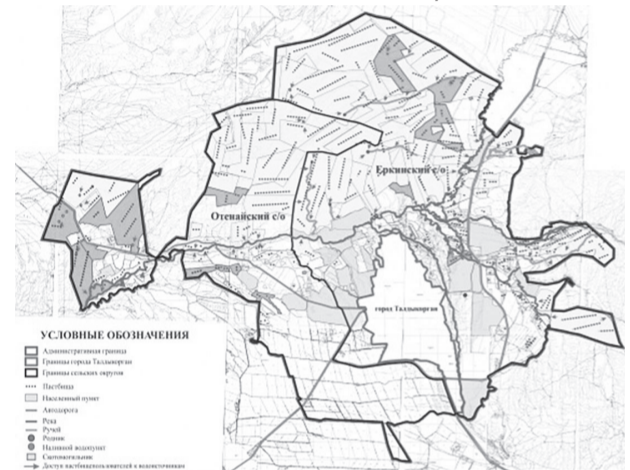 Еркинский с/о
Отенайский с/о
город Талдыкорган
УСЛОВНЫЕ ОБОЗНАЧЕНИЯ
Административная граница
Границы города Талдыкорган
Границы сельских округов
Пастбища
Населенный пункт
Автодорога
Река
Ручей
Родник
Наливной водопункт
Скотомогильник
Доступ пастбищепользователей к водоисточникам